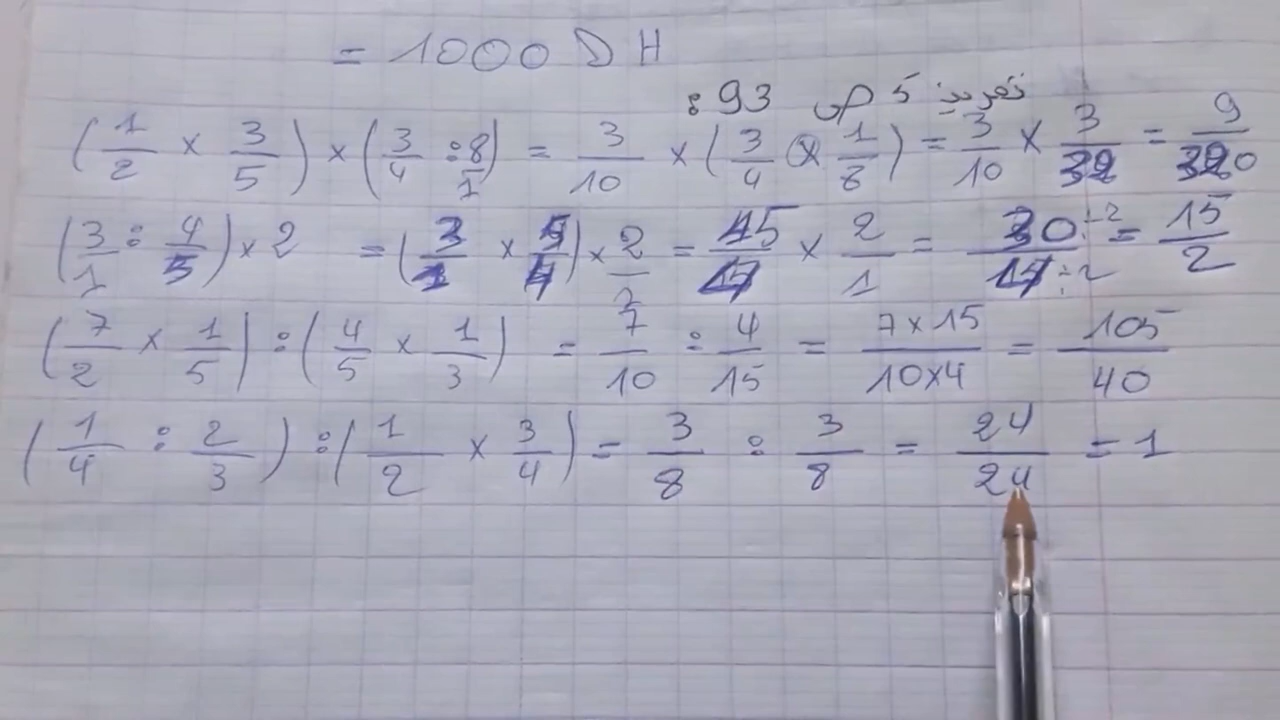 = 1000 DH
تمرين 5 ص 93 :
(1/2 × 3/5) × (3/4 ÷ 8/1) = 3/10 × (3/4 × 1/8) = 3/10 × 3/32 = 9/320
(3/1 ÷ 4/5) × 2 = (3/1 × 5/4) × 2/1 = 15/4 × 2/1 = 30÷2/4÷2 = 15/2
(7/2 × 1/5) ÷ (4/5 × 1/3) = 7/10 ÷ 4/15 = 7×15/10×4 = 105/40
(1/4 ÷ 2/3) ÷ (1/2 × 3/4) = 3/8 ÷ 3/8 = 24/24 = 1